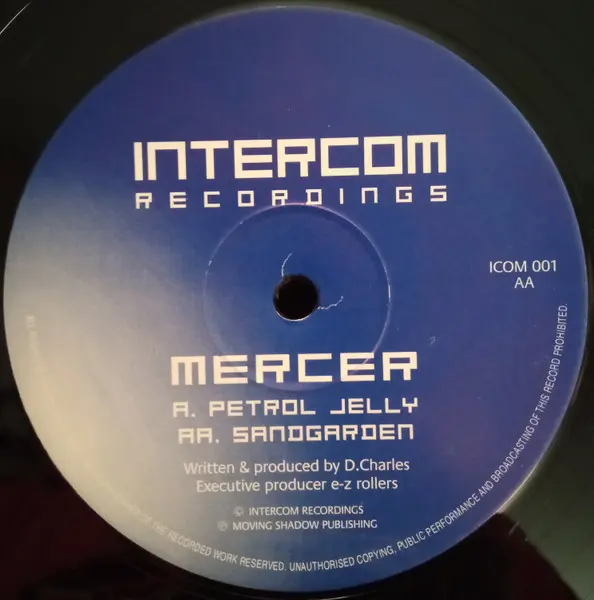 INTERCOM
RECORDINGS
ICOM 001
AA
MERCER
A. PETROL JELLY
AA. SANDGARDEN
Written & produced by D.Charles
Executive producer e-z rollers
© INTERCOM RECORDINGS
℗ MOVING SHADOW PUBLISHING
THE RECORDED WORK RESERVED. UNAUTHORISED COPYING, PUBLIC PERFORMANCE AND BROADCASTING OF THIS RECORD PROHIBITED.